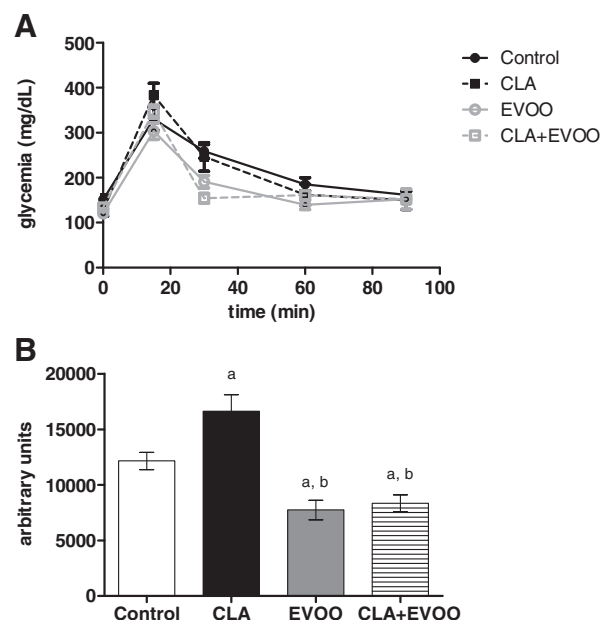 A
500
400
300
200
100
0
glycemia (mg/dL)
0 20 40 60 80 100
time (min)
Control
CLA
EVOO
CLA+EVOO
B
20000
15000
10000
5000
0
arbitrary units
a
a, b
a, b
Control CLA EVOO CLA+EVOO